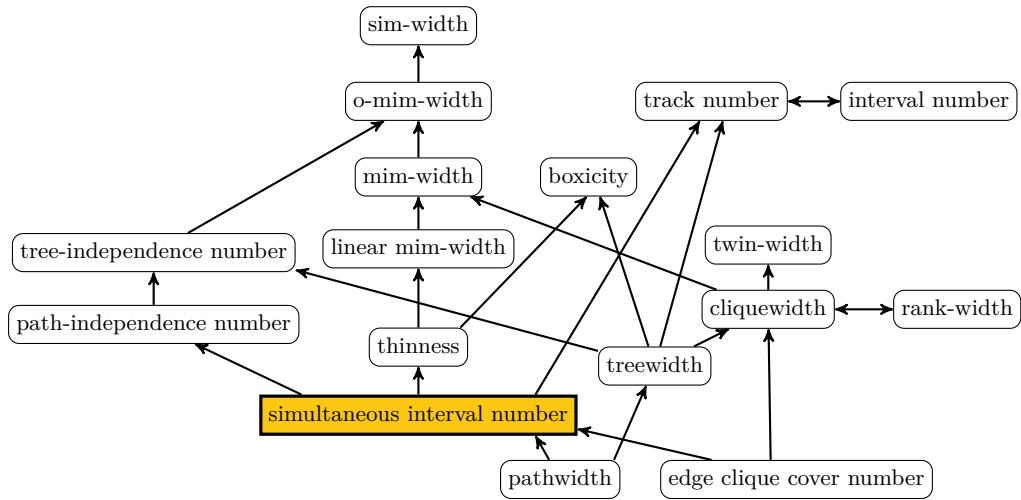 sim-width
o-mim-width
track number
interval number
mim-width
boxicity
tree-independence number
linear mim-width
twin-width
path-independence number
thinness
cliquewidth
rank-width
treewidth
simultaneous interval number
pathwidth
edge clique cover number